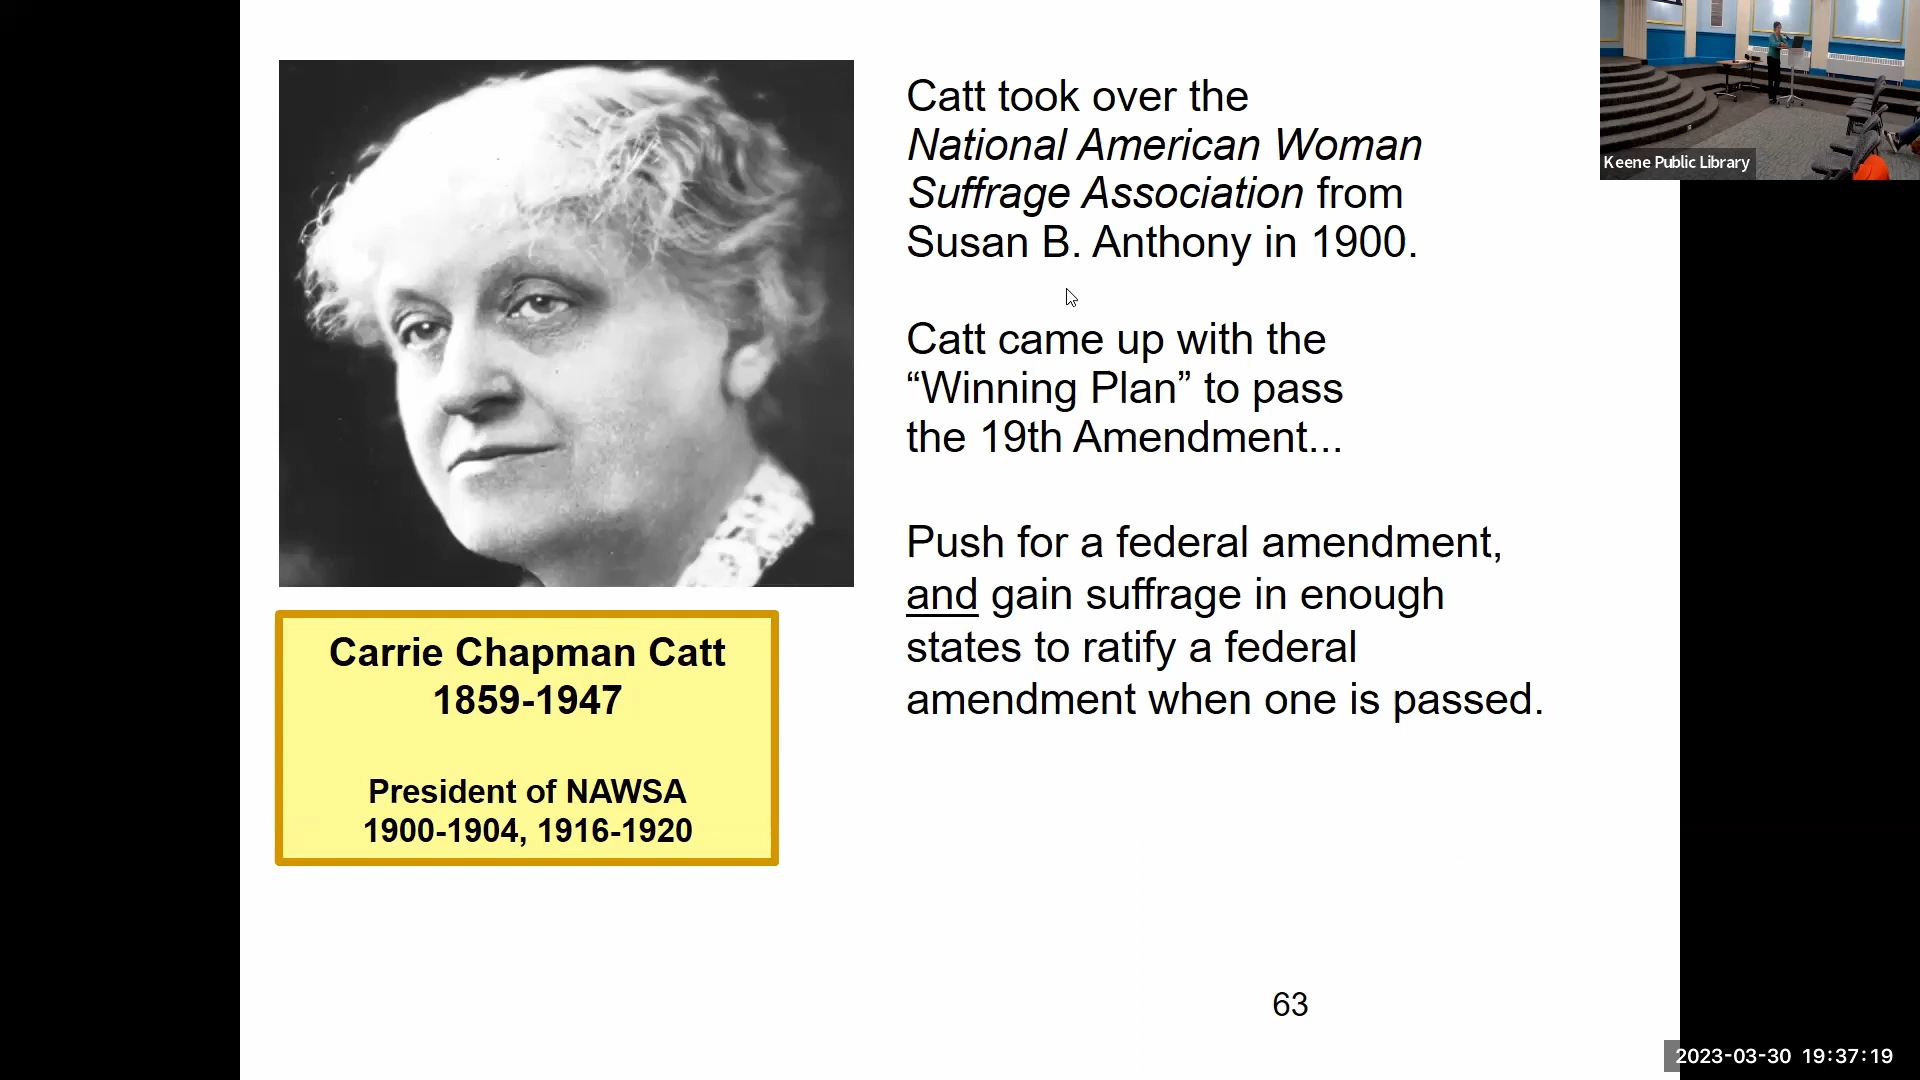 Catt took over the
National American Woman
Suffrage Association from
Susan B. Anthony in 1900.
Catt came up with the
“Winning Plan” to pass
the 19th Amendment...
Push for a federal amendment,
and gain suffrage in enough
states to ratify a federal
amendment when one is passed.
Carrie Chapman Catt
1859-1947
President of NAWSA
1900-1904, 1916-1920
63
Keene Public Library
2023-03-30 19:37:19